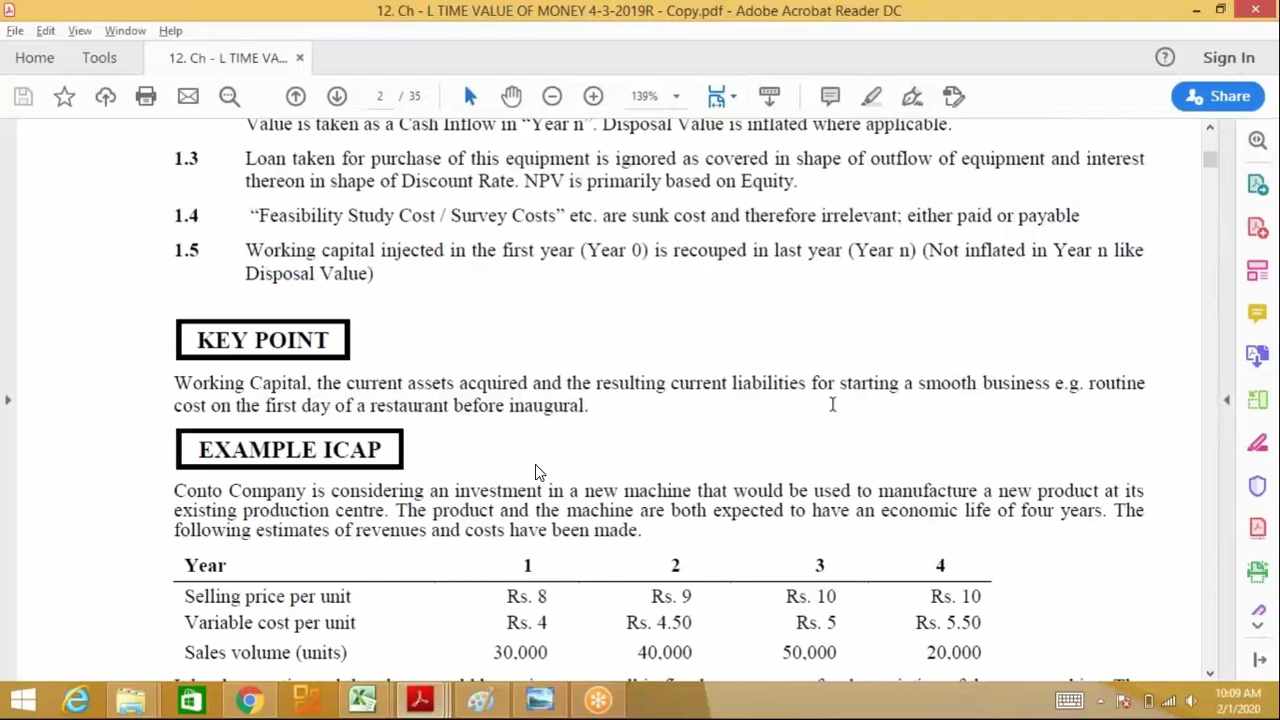 12. Ch - L TIME VALUE OF MONEY 4-3-2019R - Copy.pdf - Adobe Acrobat Reader DC
File Edit View Window Help
Home Tools 12. Ch - L TIME VA... × Sign In
2 / 35 139% Share
Value is taken as a Cash Inflow in “Year n”. Disposal Value is inflated where applicable.
1.3 Loan taken for purchase of this equipment is ignored as covered in shape of outflow of equipment and interest
thereon in shape of Discount Rate. NPV is primarily based on Equity.
1.4 “Feasibility Study Cost / Survey Costs” etc. are sunk cost and therefore irrelevant; either paid or payable
1.5 Working capital injected in the first year (Year 0) is recouped in last year (Year n) (Not inflated in Year n like
Disposal Value)
KEY POINT
Working Capital, the current assets acquired and the resulting current liabilities for starting a smooth business e.g. routine
cost on the first day of a restaurant before inaugural.
EXAMPLE ICAP
Conto Company is considering an investment in a new machine that would be used to manufacture a new product at its
existing production centre. The product and the machine are both expected to have an economic life of four years. The
following estimates of revenues and costs have been made.
Year 1 2 3 4
Selling price per unit Rs. 8 Rs. 9 Rs. 10 Rs. 10
Variable cost per unit Rs. 4 Rs. 4.50 Rs. 5 Rs. 5.50
Sales volume (units) 30,000 40,000 50,000 20,000
10:09 AM
2/1/2020